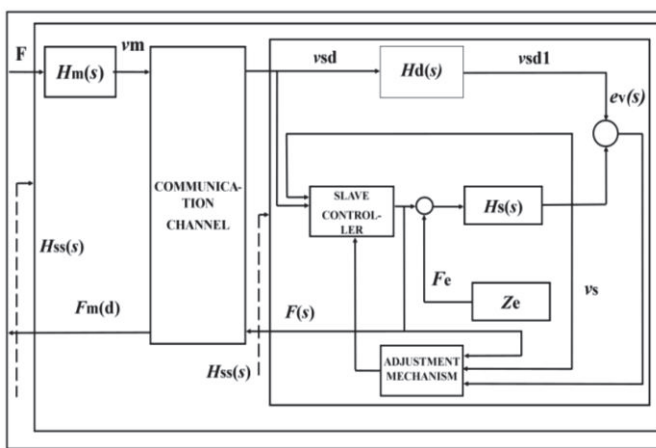 F
vm
Hm(s)
vsd
Hd(s)
vsd1
ev(s)
COMMUNICA-
TION
CHANNEL
SLAVE
CONTROL-
LER
Hs(s)
Hss(s)
Fe
Ze
vs
Fm(d)
F(s)
Hss(s)
ADJUSTMENT
MECHANISM